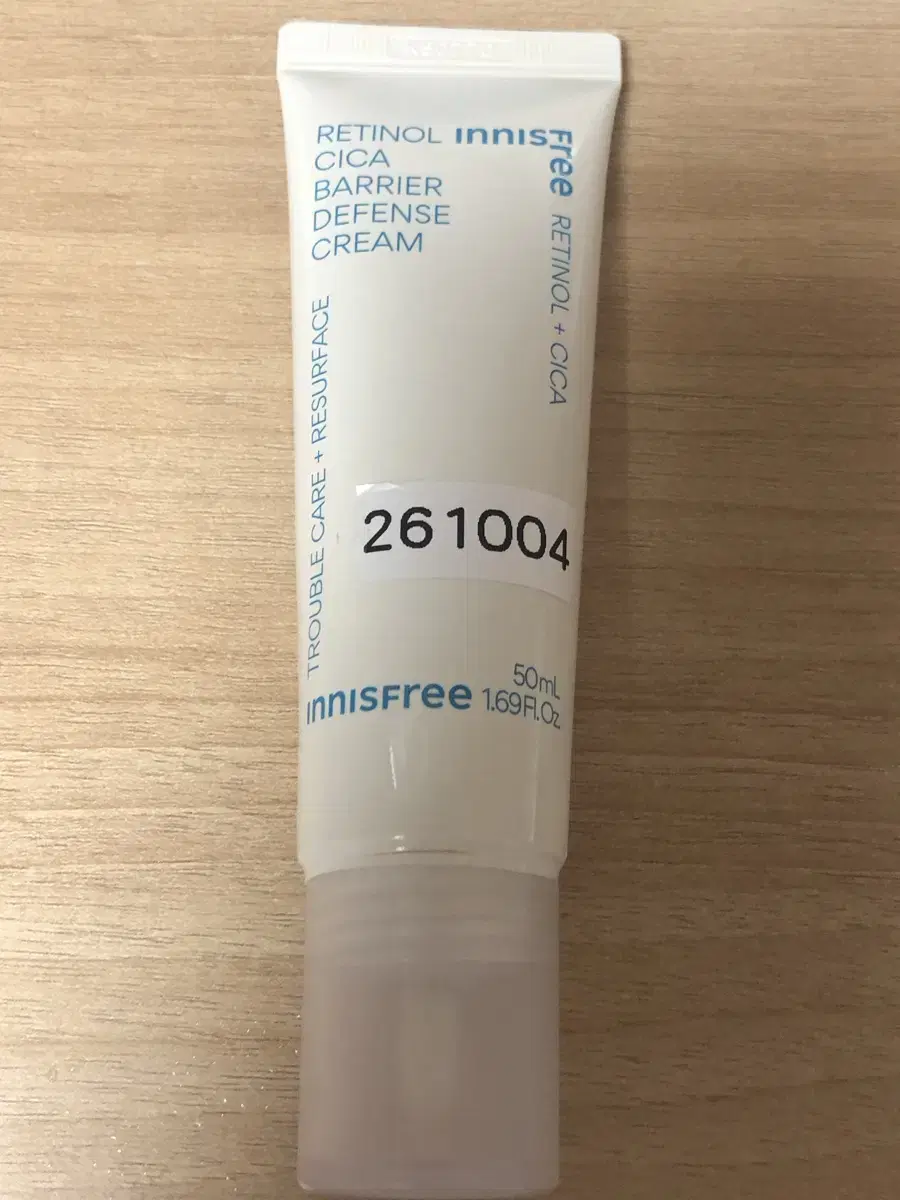 RETINOL
CICA
BARRIER
DEFENSE
CREAM
INNISFree RETINOL + CICA
TROUBLE CARE + RESURFACE
261004
INNISFree
50mL
1.69Fl.Oz.